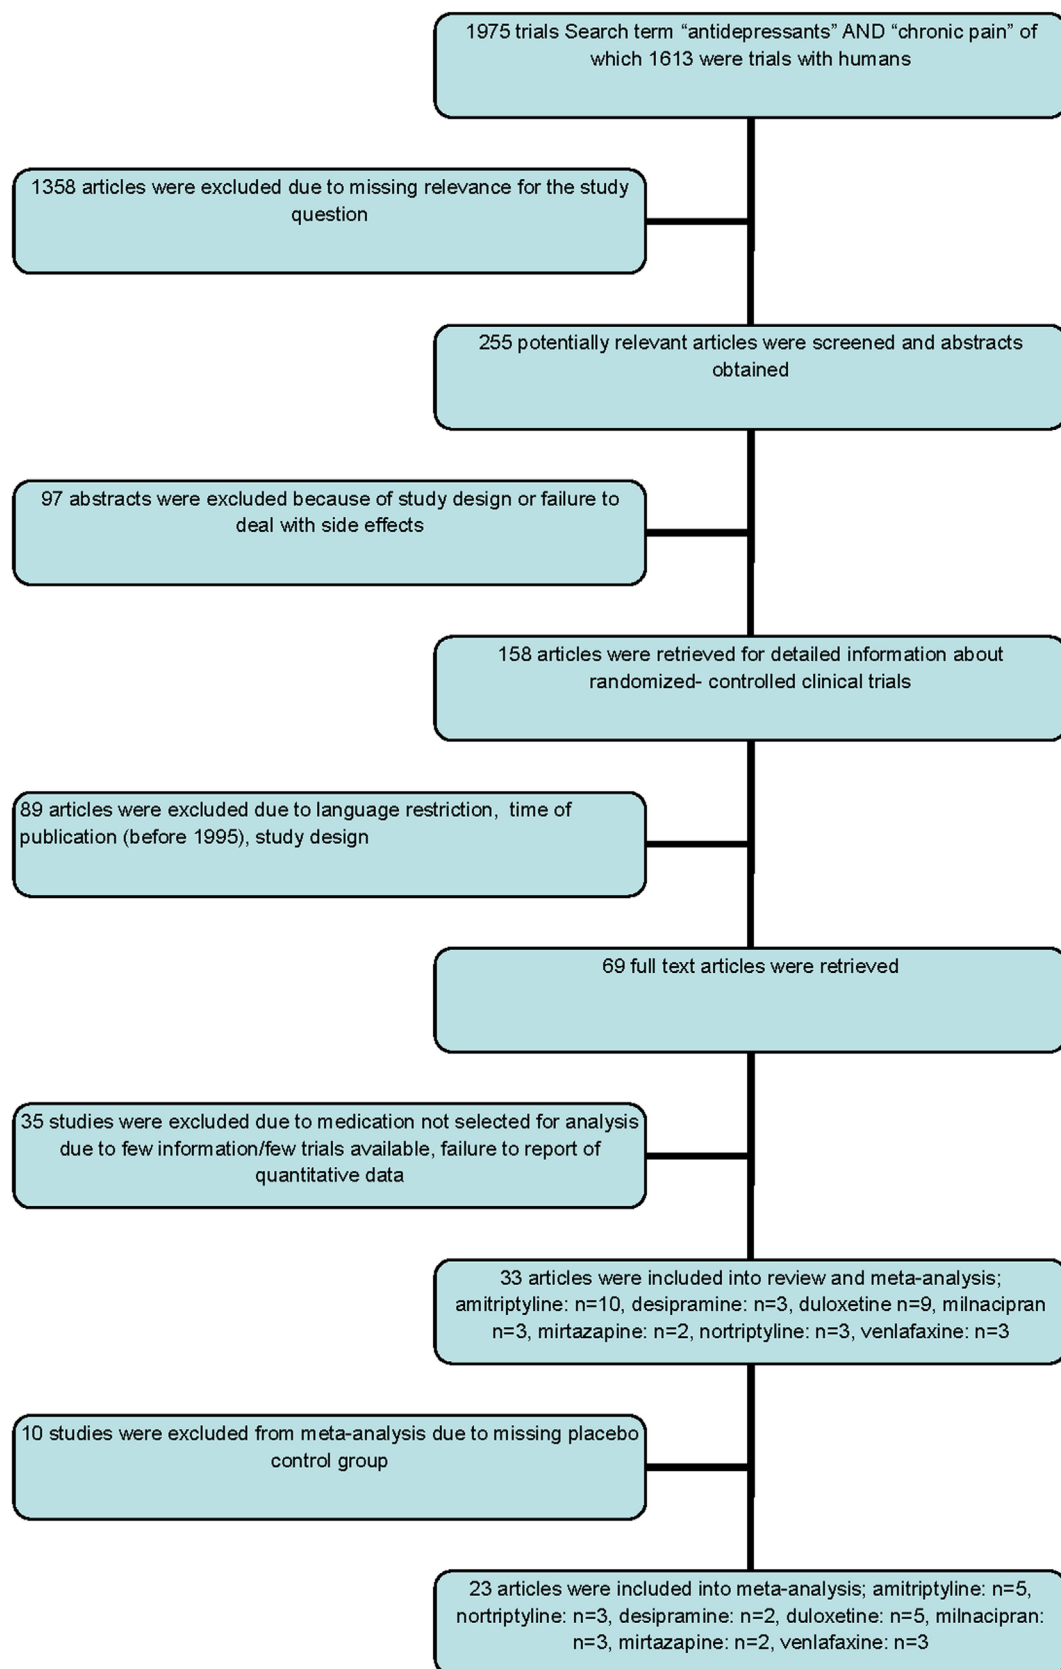 1975 trials Search term “antidepressants” AND “chronic pain” of
which 1613 were trials with humans
1358 articles were excluded due to missing relevance for the study
question
255 potentially relevant articles were screened and abstracts
obtained
97 abstracts were excluded because of study design or failure to
deal with side effects
158 articles were retrieved for detailed information about
randomized- controlled clinical trials
89 articles were excluded due to language restriction, time of
publication (before 1995), study design
69 full text articles were retrieved
35 studies were excluded due to medication not selected for analysis
due to few information/few trials available, failure to report of
quantitative data
33 articles were included into review and meta-analysis;
amitriptyline: n=10, desipramine: n=3, duloxetine n=9, milnacipran
n=3, mirtazapine: n=2, nortriptyline: n=3, venlafaxine: n=3
10 studies were excluded from meta-analysis due to missing placebo
control group
23 articles were included into meta-analysis; amitriptyline: n=5,
nortriptyline: n=3, desipramine: n=2, duloxetine: n=5, milnacipran:
n=3, mirtazapine: n=2, venlafaxine: n=3